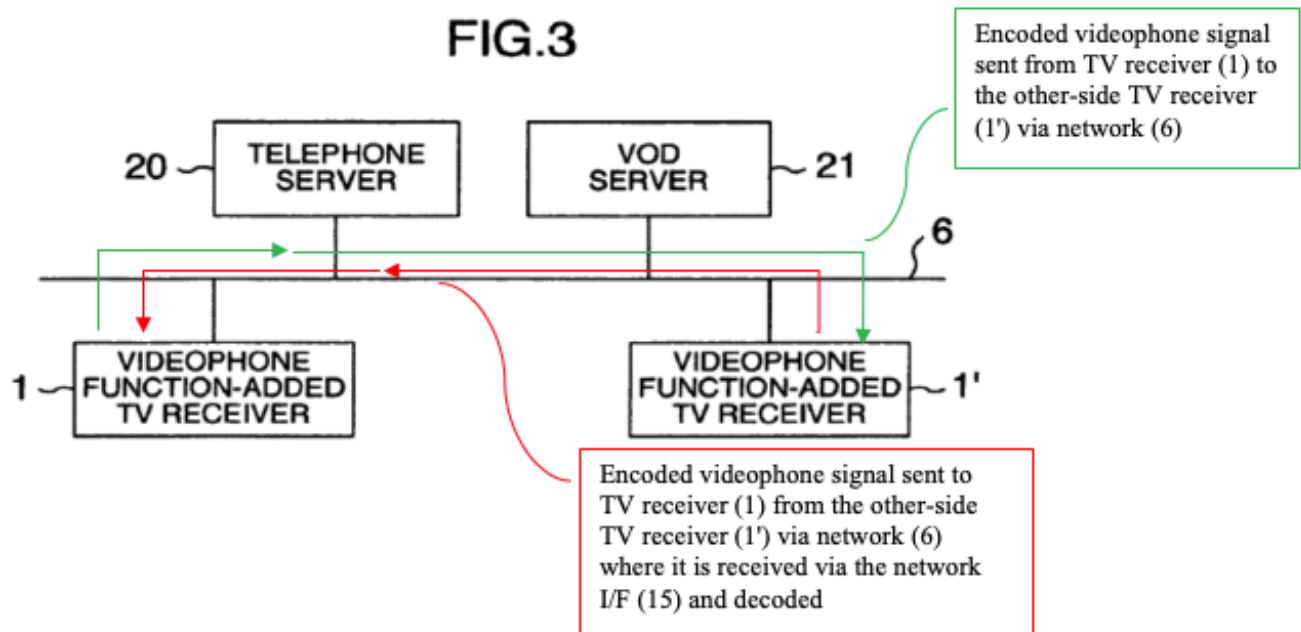 FIG.3
Encoded videophone signal
sent from TV receiver (1) to
the other-side TV receiver
(1') via network (6)
20
TELEPHONE
SERVER
VOD
SERVER
21
6
1
VIDEOPHONE
FUNCTION-ADDED
TV RECEIVER
VIDEOPHONE
FUNCTION-ADDED
TV RECEIVER
1'
Encoded videophone signal sent to
TV receiver (1) from the other-side
TV receiver (1') via network (6)
where it is received via the network
I/F (15) and decoded